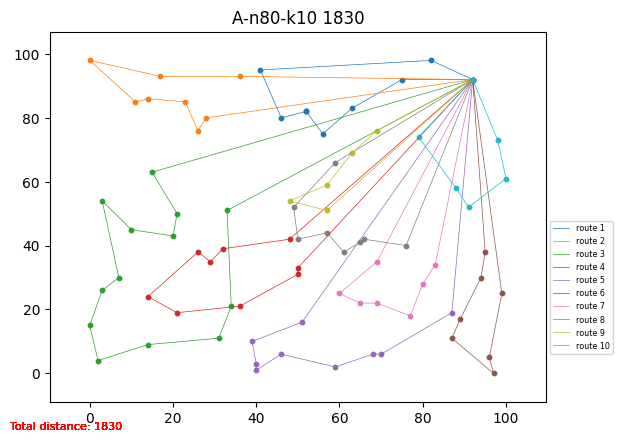 A-n80-k10 1830
100
80
60
40
20
0
0 20 40 60 80 100
route 1
route 2
route 3
route 4
route 5
route 6
route 7
route 8
route 9
route 10
Total distance: 1830